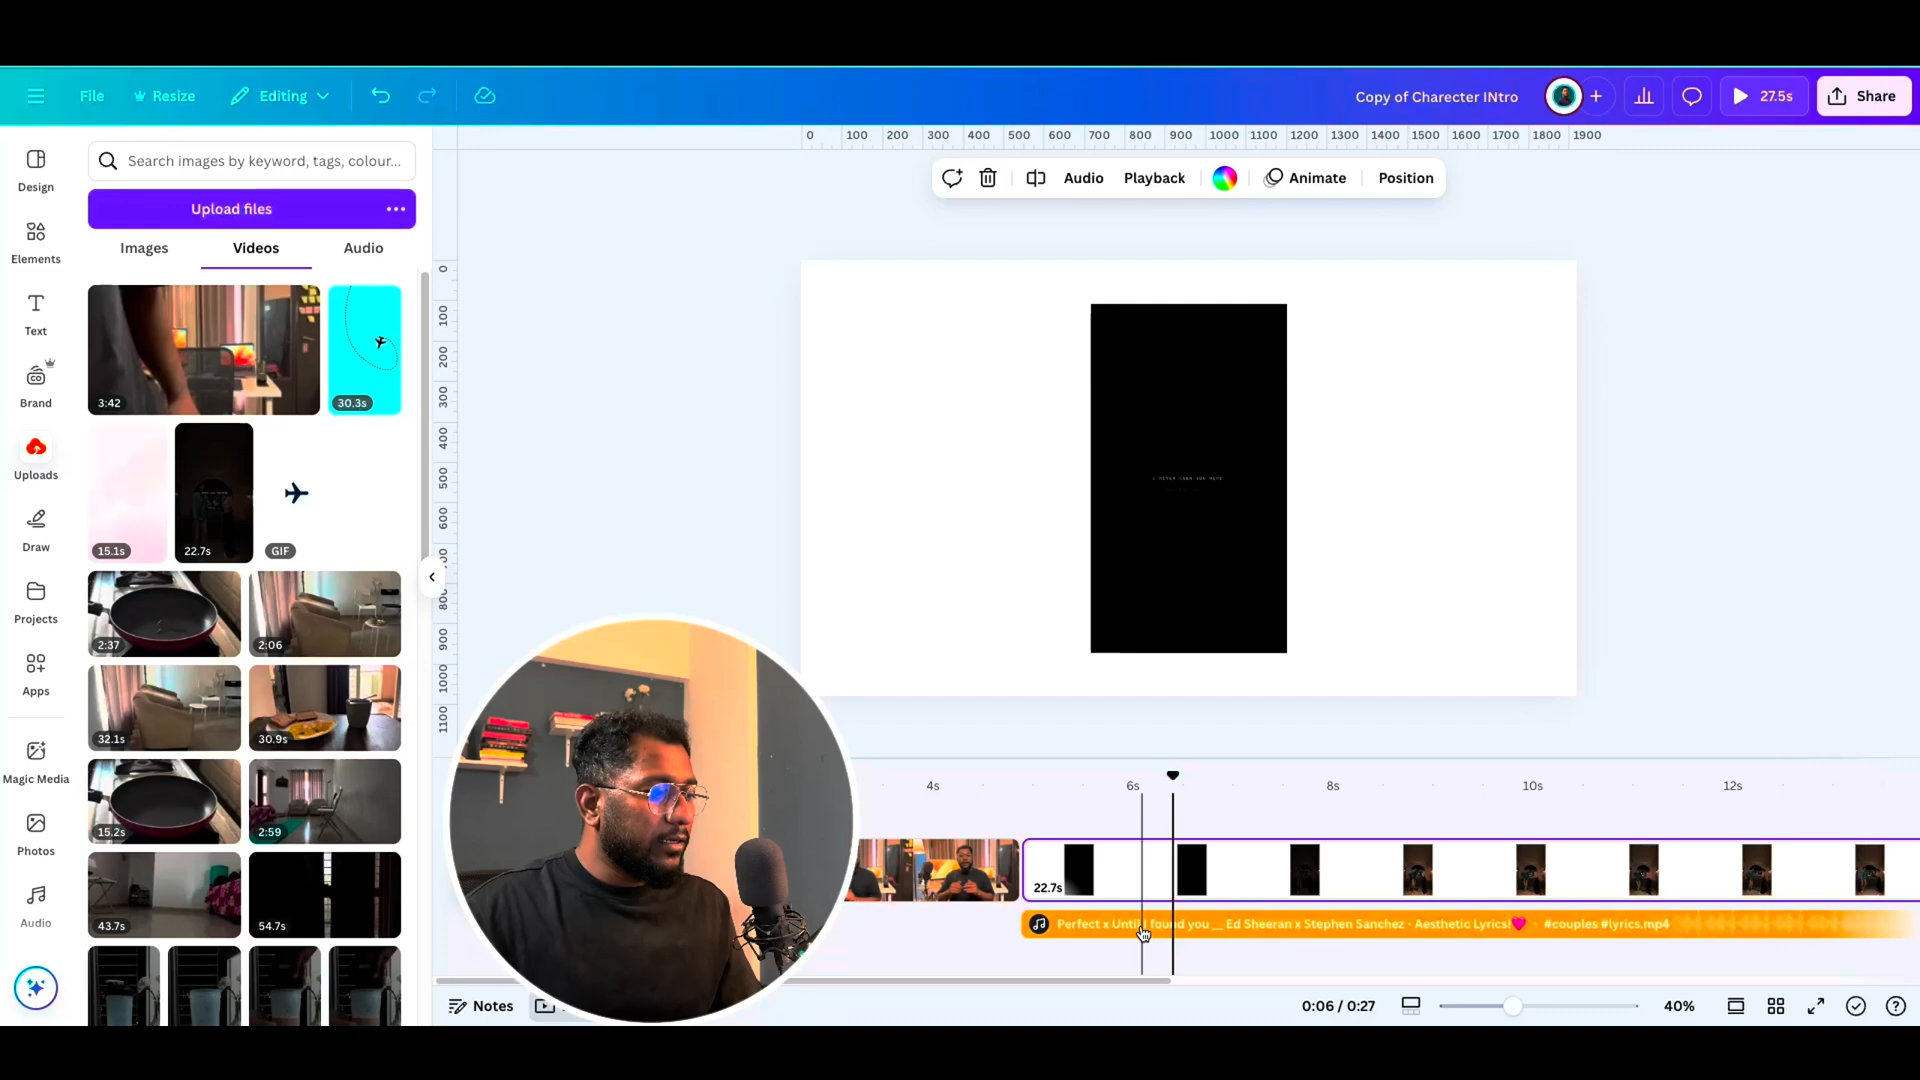 File
Resize
Editing
Copy of Charecter INtro
27.5s
Share
0 100 200 300 400 500 600 700 800 900 1000 1100 1200 1300 1400 1500 1600 1700 1800 1900
Design
Elements
Text
Brand
Uploads
Draw
Projects
Apps
Magic Media
Photos
Audio
Search images by keyword, tags, colour...
Upload files
Images Videos Audio
3:42
30.3s
15.1s
22.7s
GIF
2:37
2:06
32.1s
30.9s
15.2s
2:59
43.7s
54.7s
Audio
Playback
Animate
Position
0
100
200
300
400
500
600
800
900
1000
1100
I NEVER KNEW YOU WERE
4s 6s 8s 10s 12s
22.7s
Perfect x Until I found you __ Ed Sheeran x Stephen Sanchez - Aesthetic Lyrics!💗 #couples #lyrics.mp4
Notes
0:06 / 0:27
40%